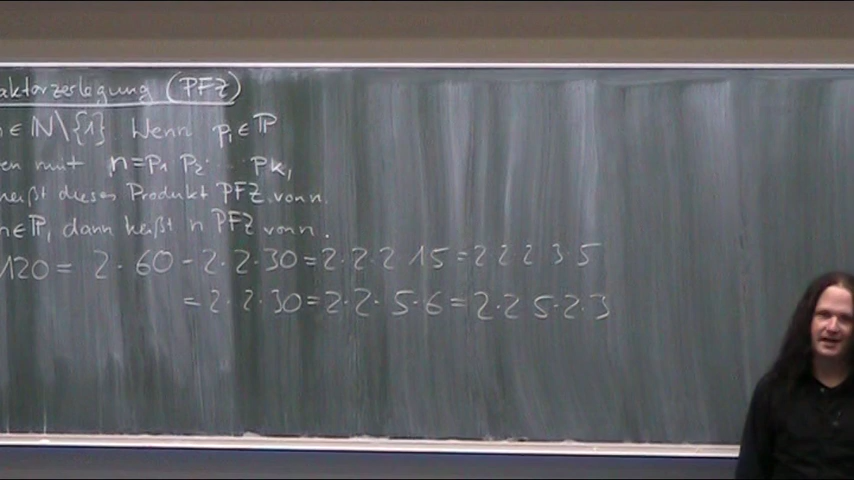 aktorzerlegung (PFZ)
n ∈ ℕ\{1}. Wenn p₁ ∈ ℙ
en mit n = p₁ p₂ ⋯ pₖ,
heißt dieses Produkt PFZ von n.
n ∈ ℙ, dann heißt n PFZ von n.
120 = 2 · 60 = 2 · 2 · 30 = 2 · 2 · 2 15 = 2 2 2 3 · 5
= 2 · 2 · 30 = 2 · 2 · 5 · 6 = 2 · 2 5 · 2 · 3